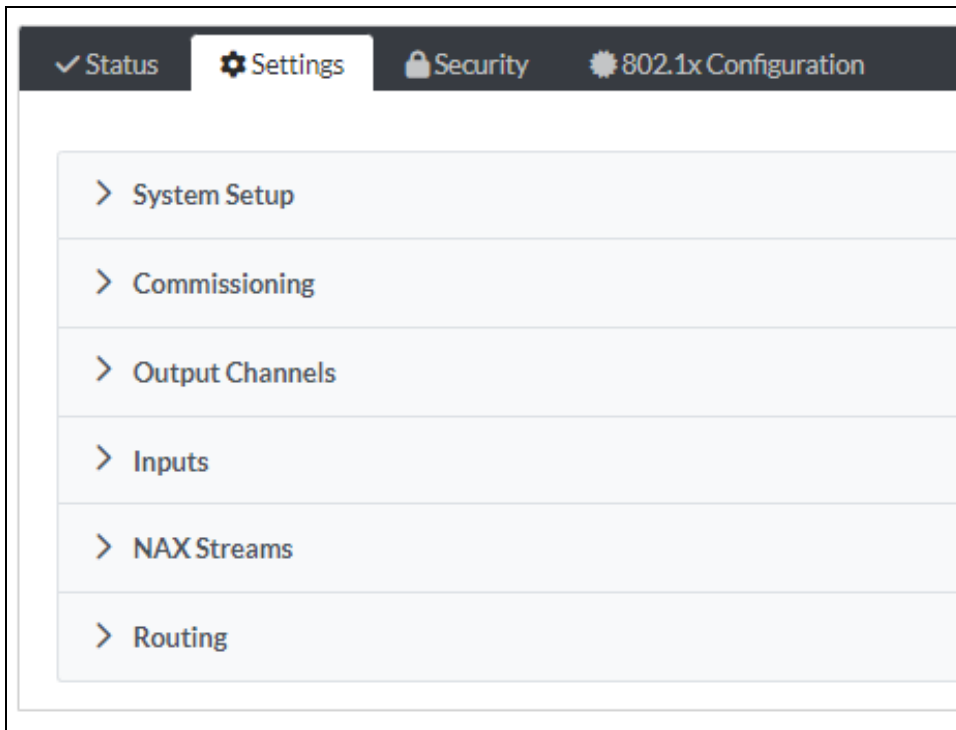 Status Settings Security 802.1x Configuration
System Setup
Commissioning
Output Channels
Inputs
NAX Streams
Routing